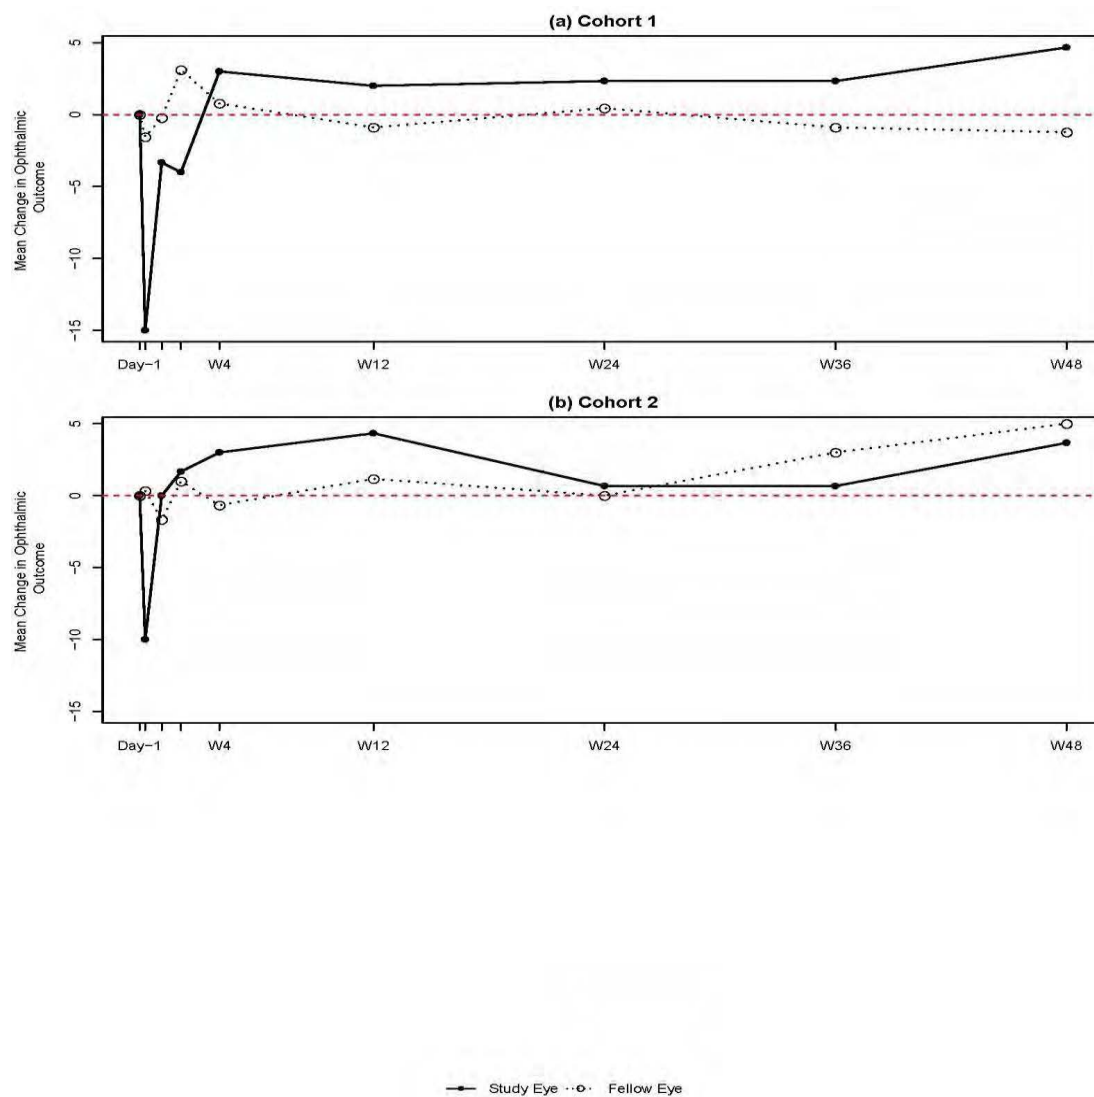 (a) Cohort 1
Mean Change in Ophthalmic
Outcome
5
0
−5
−10
−15
Day−1 W4 W12 W24 W36 W48
(b) Cohort 2
Mean Change in Ophthalmic
Outcome
5
0
−5
−10
−15
Day−1 W4 W12 W24 W36 W48
Study Eye Fellow Eye